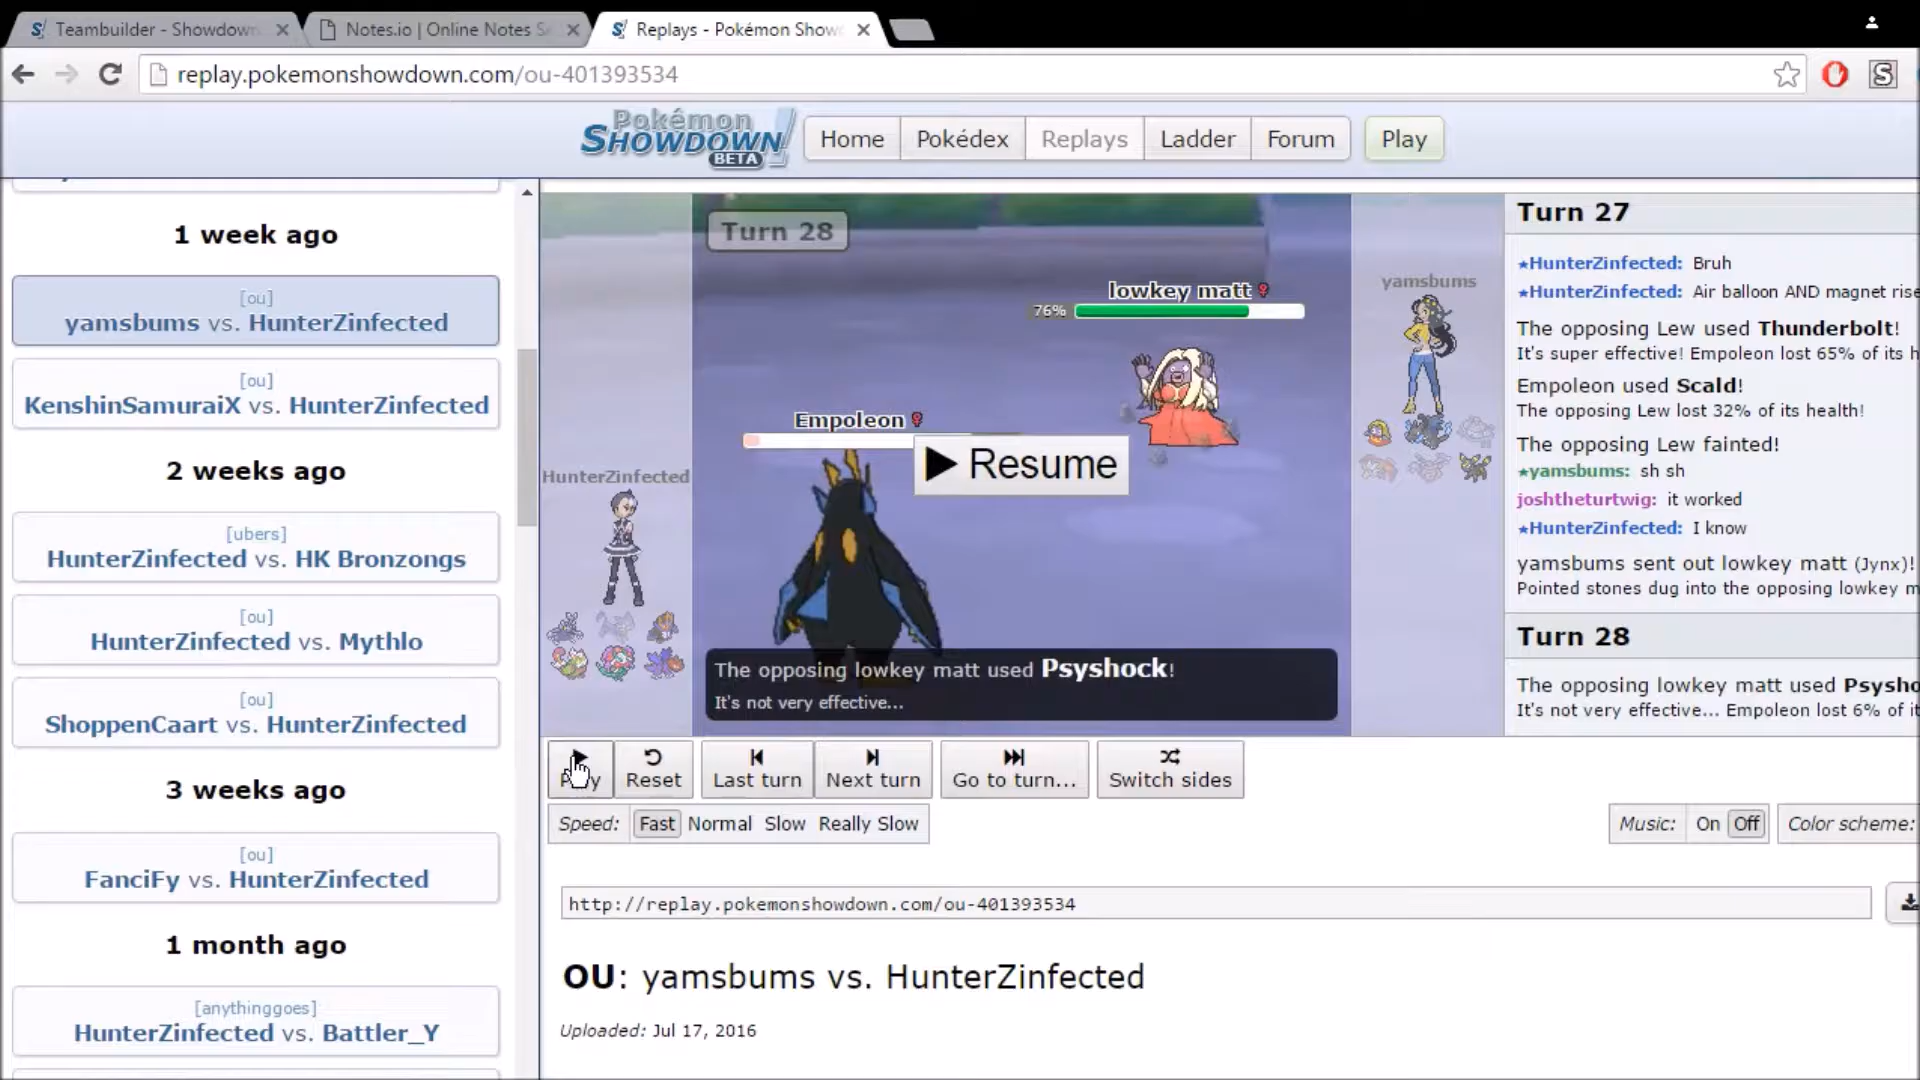 Teambuilder - Showdown
Notes.io | Online Notes
Replays - Pokémon Show
replay.pokemonshowdown.com/ou-401393534
Pokémon
SHOWDOWN!
BETA
Home
Pokédex
Replays
Ladder
Forum
Play
1 week ago
[ou]
yamsbums vs. HunterZinfected
[ou]
KenshinSamuraiX vs. HunterZinfected
2 weeks ago
[ubers]
HunterZinfected vs. HK Bronzongs
[ou]
HunterZinfected vs. Mythlo
[ou]
ShoppenCaart vs. HunterZinfected
3 weeks ago
[ou]
FanciFy vs. HunterZinfected
1 month ago
[anythinggoes]
HunterZinfected vs. Battler_Y
Turn 28
lowkey matt ♀
76%
Empoleon ♀
Resume
HunterZinfected
yamsbums
The opposing lowkey matt used Psyshock!
It's not very effective...
Turn 27
★HunterZinfected: Bruh
★HunterZinfected: Air balloon AND magnet rise
The opposing Lew used Thunderbolt!
It's super effective! Empoleon lost 65% of its h
Empoleon used Scald!
The opposing Lew lost 32% of its health!
The opposing Lew fainted!
★yamsbums: sh sh
joshtheturtwig: it worked
★HunterZinfected: I know
yamsbums sent out lowkey matt (Jynx)!
Pointed stones dug into the opposing lowkey m
Turn 28
The opposing lowkey matt used Psysho
It's not very effective... Empoleon lost 6% of it
Play
Reset
Last turn
Next turn
Go to turn...
Switch sides
Speed: Fast Normal Slow Really Slow
Music: On Off
Color scheme:
http://replay.pokemonshowdown.com/ou-401393534
OU: yamsbums vs. HunterZinfected
Uploaded: Jul 17, 2016